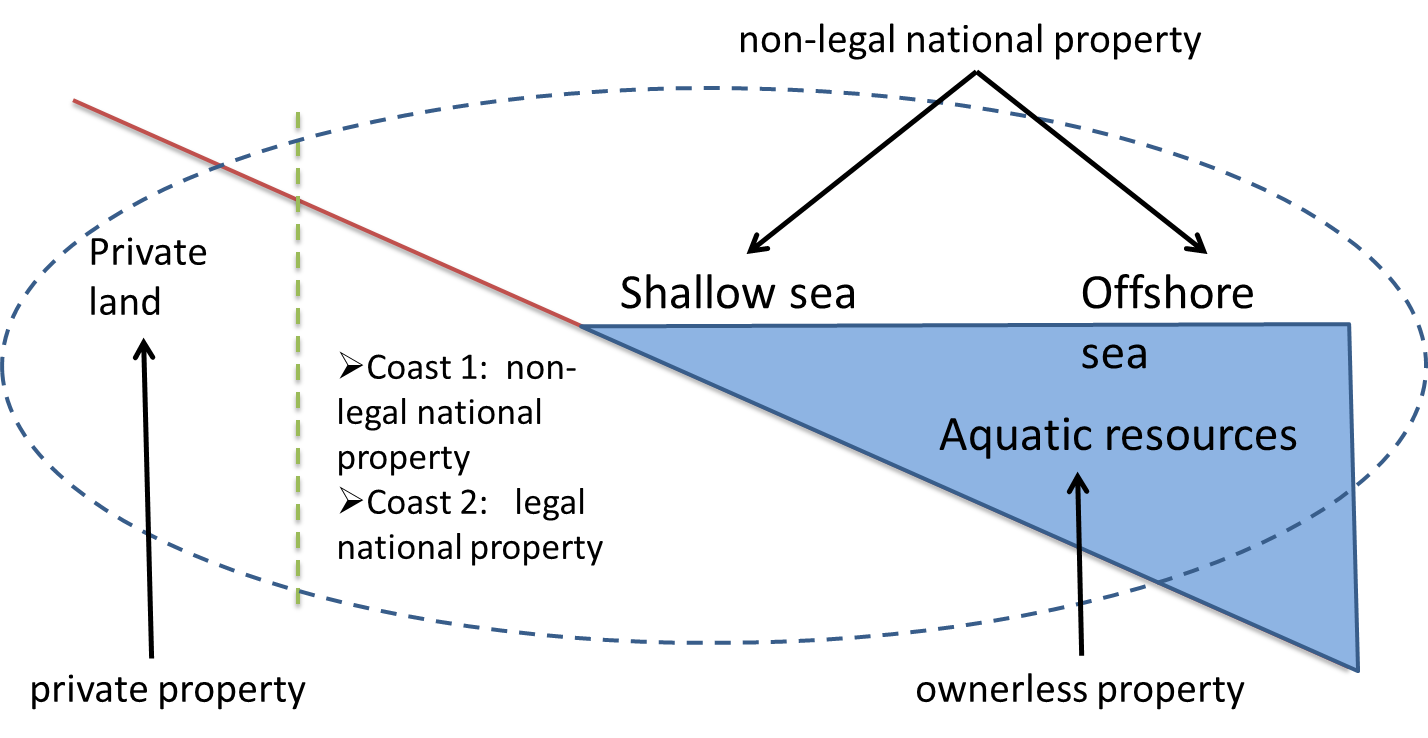 non-legal national property
Private
land
Shallow sea
Offshore
sea
➢Coast 1: non-
legal national
property
➢Coast 2: legal
national property
Aquatic resources
private property
ownerless property